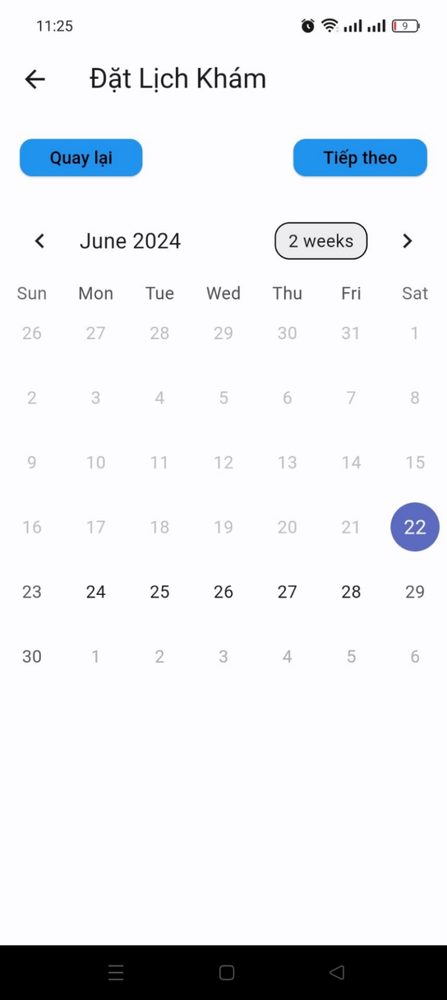 11:25 9
Đặt Lịch Khám
Quay lại Tiếp theo
June 2024 2 weeks
Sun Mon Tue Wed Thu Fri Sat
26 27 28 29 30 31 1
2 3 4 5 6 7 8
9 10 11 12 13 14 15
16 17 18 19 20 21 22
23 24 25 26 27 28 29
30 1 2 3 4 5 6